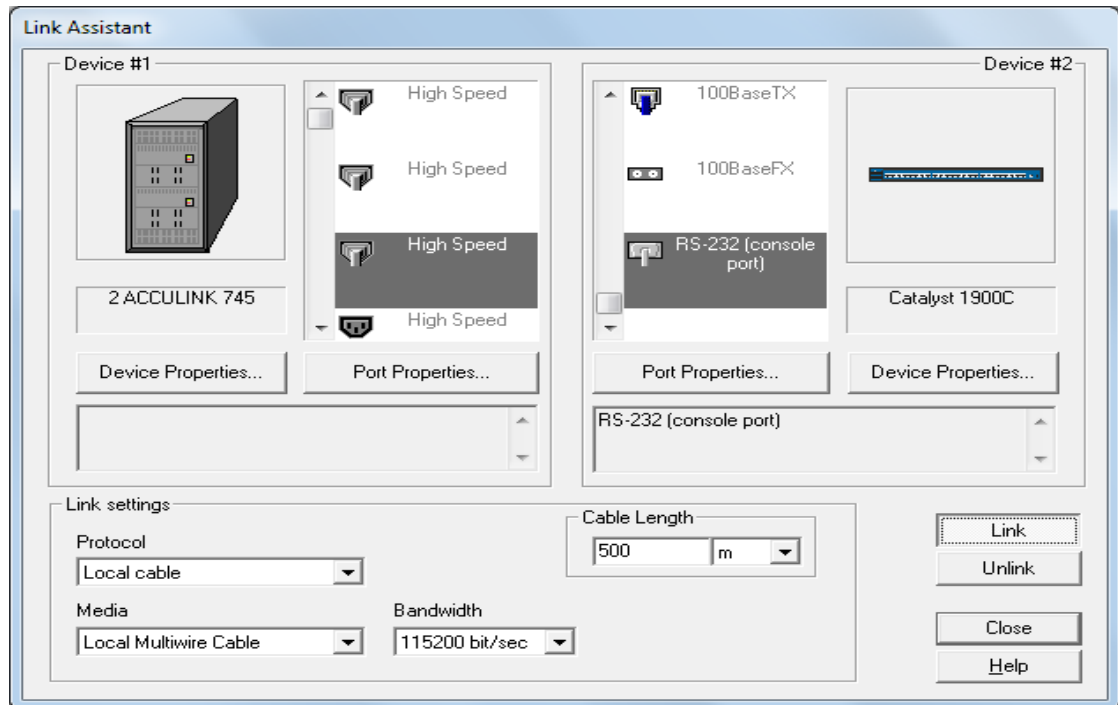 Link Assistant
Device #1
High Speed
High Speed
High Speed
High Speed
2 ACCULINK 745
Device Properties...
Port Properties...
Device #2
100BaseTX
100BaseFX
RS-232 (console
port)
Catalyst 1900C
Port Properties...
Device Properties...
RS-232 (console port)
Link settings
Protocol
Local cable
Cable Length
500 m
Media
Local Multiwire Cable
Bandwidth
115200 bit/sec
Link
Unlink
Close
Help